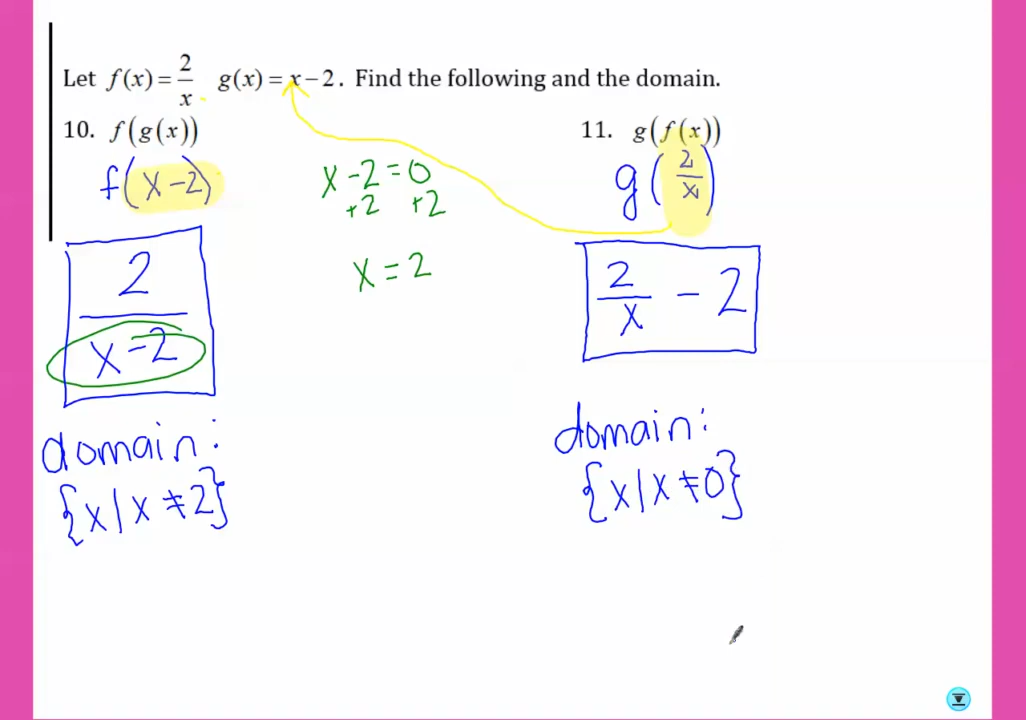 Let f(x) = 2/x   g(x) = x − 2. Find the following and the domain.
10. f(g(x))
f(x − 2)
2/(x − 2)
domain:
{x | x ≠ 2}
x − 2 = 0
+2 +2
x = 2
11. g(f(x))
g(2/x)
2/x − 2
domain:
{x | x ≠ 0}